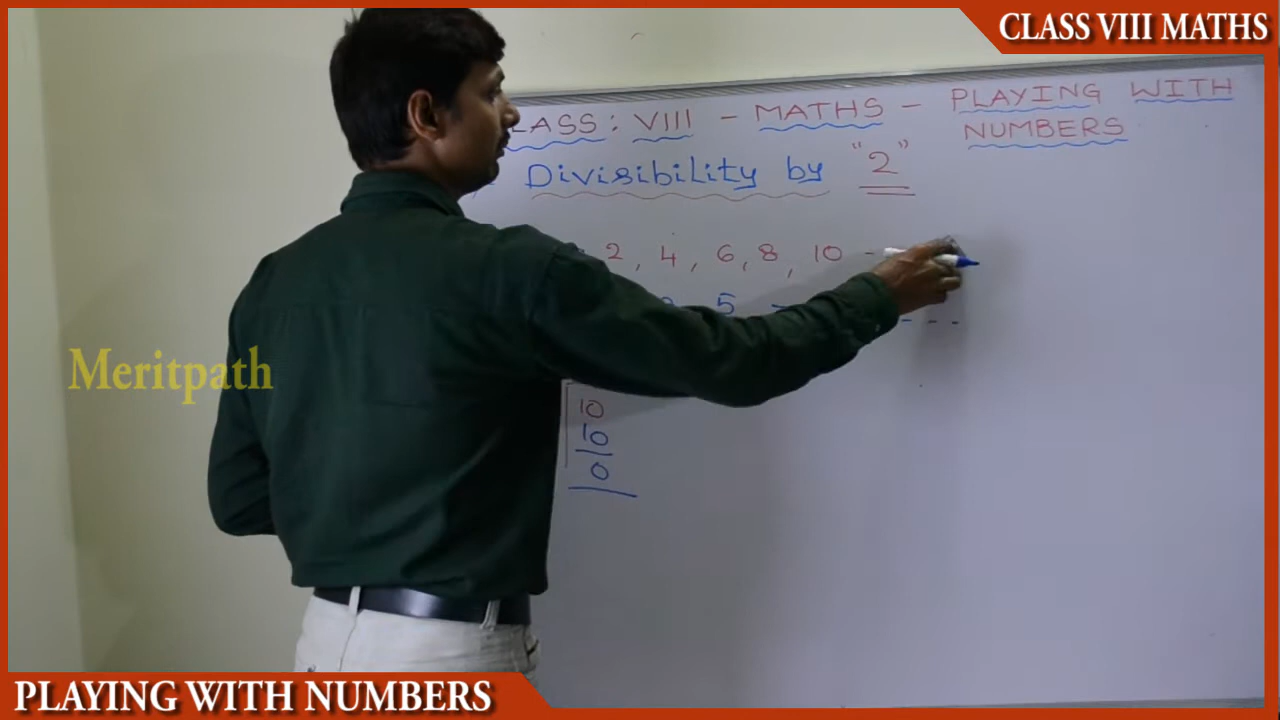 CLASS VIII MATHS
LASS: VIII - MATHS - PLAYING WITH NUMBERS
Divisibility by "2"
2, 4, 6, 8, 10 -
5
- - -
10
10
0
Meritpath
PLAYING WITH NUMBERS